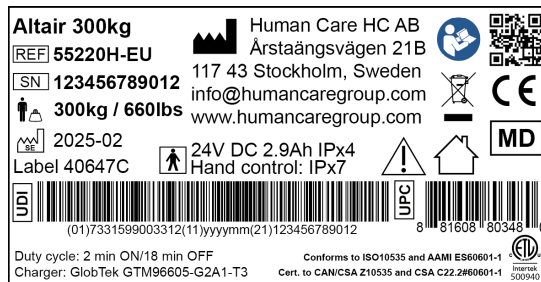 Altair 300kg
REF 55220H-EU
SN 123456789012
300kg / 660lbs
SE 2025-02
Label 40647C
Human Care HC AB
Årstaängsvägen 21B
117 43 Stockholm, Sweden
info@humancaregroup.com
www.humancaregroup.com
24V DC 2.9Ah IPx4
Hand control: IPx7
CE
MD
UDI
(01)7331599003312(11)yyyymm(21)123456789012
UPC
8 81608 80348
Duty cycle: 2 min ON/18 min OFF
Charger: GlobTek GTM96605-G2A1-T3
Conforms to ISO10535 and AAMI ES60601-1
Cert. to CAN/CSA Z10535 and CSA C22.2#60601-1
c ETL us
Intertek
500940